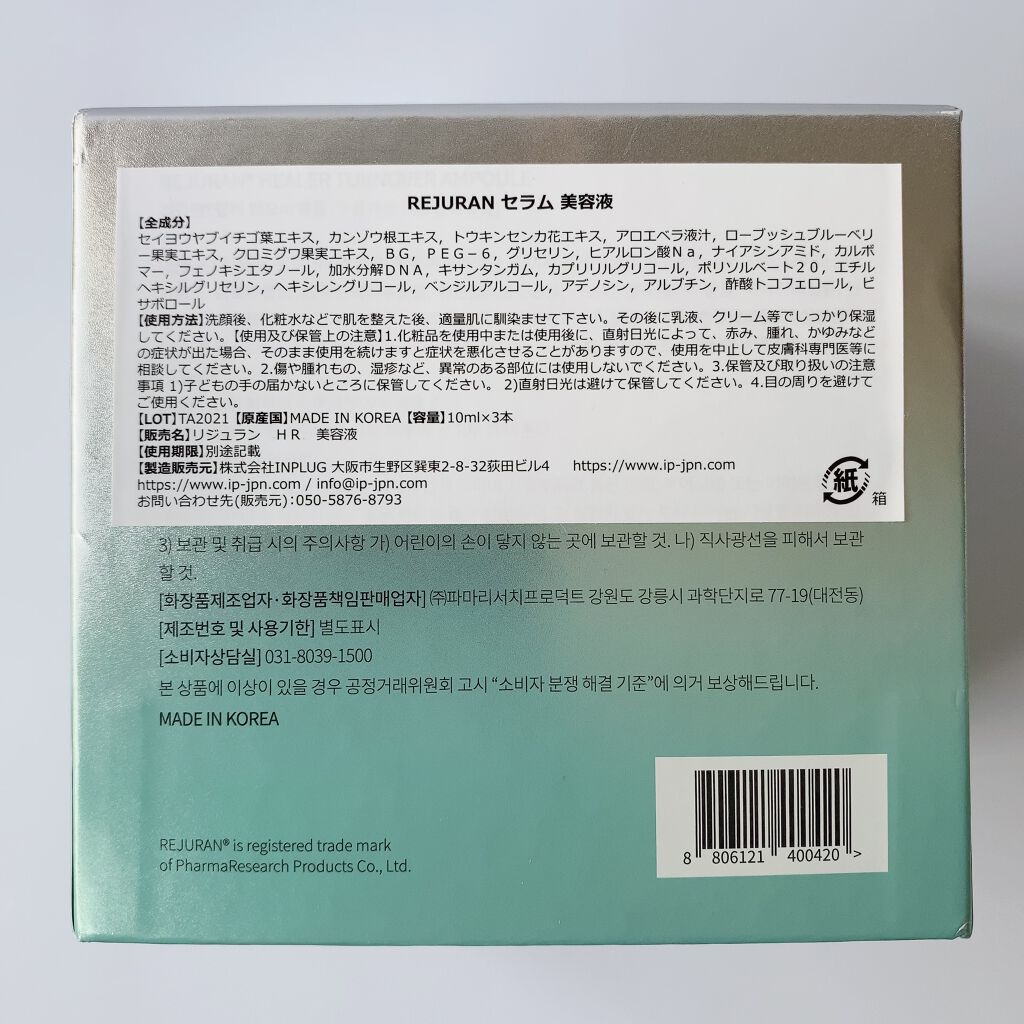 REJURAN セラム 美容液
【全成分】
セイヨウヤブイチゴ葉エキス, カンゾウ根エキス, トウキンセンカ花エキス, アロエベラ液汁, ローブッシュブルーベリ
ー果実エキス, クロミグワ果実エキス, BG, PEG－6, グリセリン, ヒアルロン酸Na, ナイアシンアミド, カルボ
マー, フェノキシエタノール, 加水分解DNA, キサンタンガム, カプリリルグリコール, ポリソルベート20, エチル
ヘキシルグリセリン, ヘキシレングリコール, ベンジルアルコール, アデノシン, アルブチン, 酢酸トコフェロール, ビ
サボロール
【使用方法】洗顔後、化粧水などで肌を整えた後、適量肌に馴染ませて下さい。その後に乳液、クリーム等でしっかり保湿
してください。【使用及び保管上の注意】1.化粧品を使用中または使用後に、直射日光によって、赤み、腫れ、かゆみなど
の症状が出た場合、そのまま使用を続けますと症状を悪化させることがありますので、使用を中止して皮膚科専門医等に
相談してください。2.傷や腫れもの、湿疹など、異常のある部位には使用しないでください。3.保管及び取り扱いの注意
事項 1)子どもの手の届かないところに保管してください。 2)直射日光は避けて保管してください。4.目の周りを避けて
ご使用ください。
【LOT】TA2021 【原産国】MADE IN KOREA 【容量】10ml×3本
【販売名】リジュラン　HR　美容液
【使用期限】別途記載
【製造販売元】株式会社INPLUG 大阪市生野区巽東2-8-32荻田ビル4 https://www.ip-jpn.com
https://www.ip-jpn.com / info@ip-jpn.com
お問い合わせ先(販売元)：050-5876-8793
紙
箱
3) 보관 및 취급 시의 주의사항 가) 어린이의 손이 닿지 않는 곳에 보관할 것. 나) 직사광선을 피해서 보관
할 것.
[화장품제조업자·화장품책임판매업자] ㈜파마리서치프로덕트 강원도 강릉시 과학단지로 77-19(대전동)
[제조번호 및 사용기한] 별도표시
[소비자상담실] 031-8039-1500
본 상품에 이상이 있을 경우 공정거래위원회 고시 “소비자 분쟁 해결 기준”에 의거 보상해드립니다.
MADE IN KOREA
REJURAN® is registered trade mark
of PharmaResearch Products Co., Ltd.
8 806121 400420 >